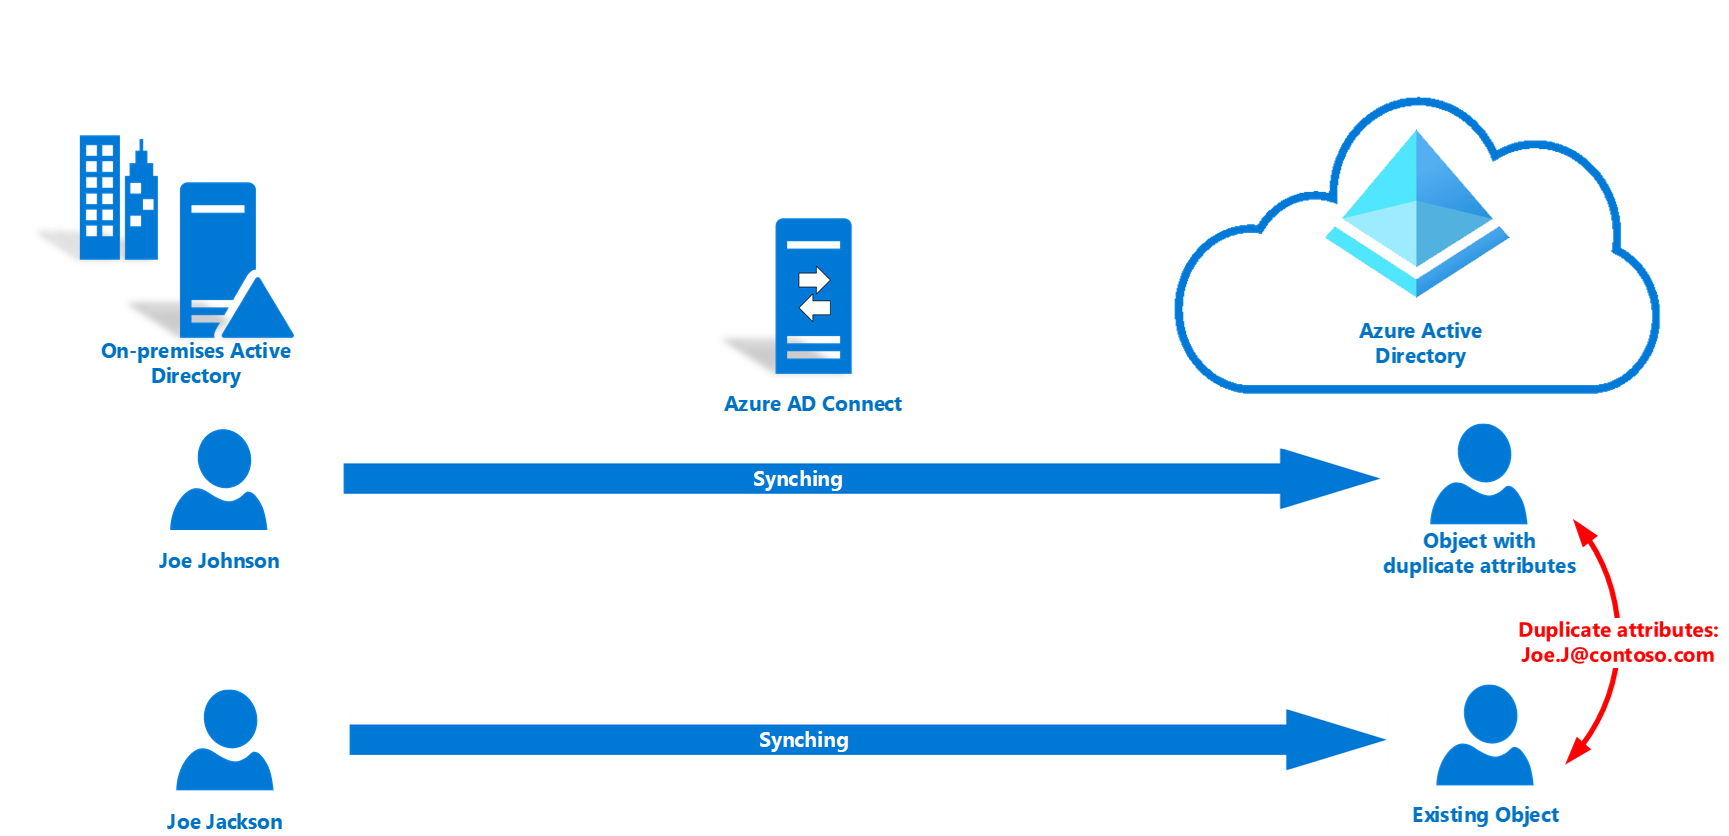 On-premises Active
Directory
Azure AD Connect
Azure Active
Directory
Synching
Joe Johnson
Object with
duplicate attributes
Duplicate attributes:
Joe.J@contoso.com
Synching
Joe Jackson
Existing Object